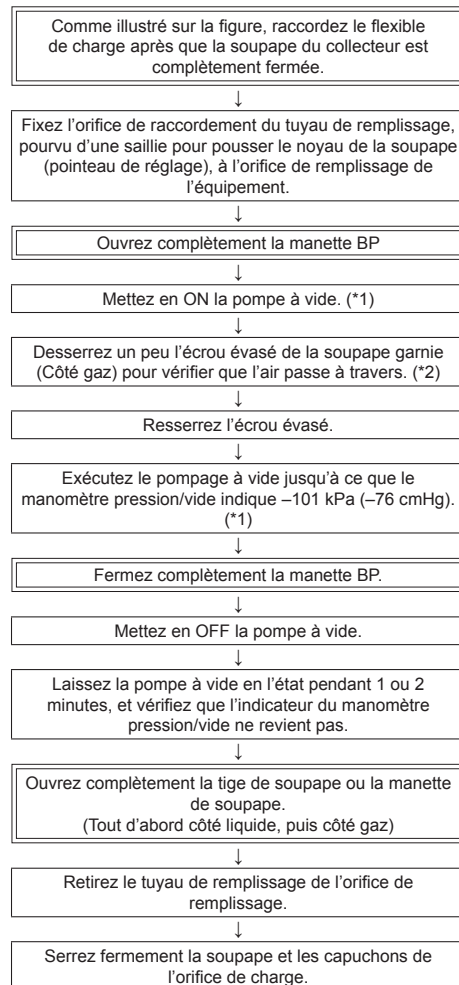 Comme illustré sur la figure, raccordez le flexible
de charge après que la soupape du collecteur est
complètement fermée.
↓
Fixez l’orifice de raccordement du tuyau de remplissage,
pourvu d’une saillie pour pousser le noyau de la soupape
(pointeau de réglage), à l’orifice de remplissage de
l’équipement.
↓
Ouvrez complètement la manette BP
↓
Mettez en ON la pompe à vide. (*1)
↓
Desserrez un peu l’écrou évasé de la soupape garnie
(Côté gaz) pour vérifier que l’air passe à travers. (*2)
↓
Resserrez l’écrou évasé.
↓
Exécutez le pompage à vide jusqu’à ce que le
manomètre pression/vide indique –101 kPa (–76 cmHg).
(*1)
↓
Fermez complètement la manette BP.
↓
Mettez en OFF la pompe à vide.
↓
Laissez la pompe à vide en l’état pendant 1 ou 2
minutes, et vérifiez que l’indicateur du manomètre
pression/vide ne revient pas.
↓
Ouvrez complètement la tige de soupape ou la manette
de soupape.
(Tout d’abord côté liquide, puis côté gaz)
↓
Retirez le tuyau de remplissage de l’orifice de
remplissage.
↓
Serrez fermement la soupape et les capuchons de
l’orifice de charge.